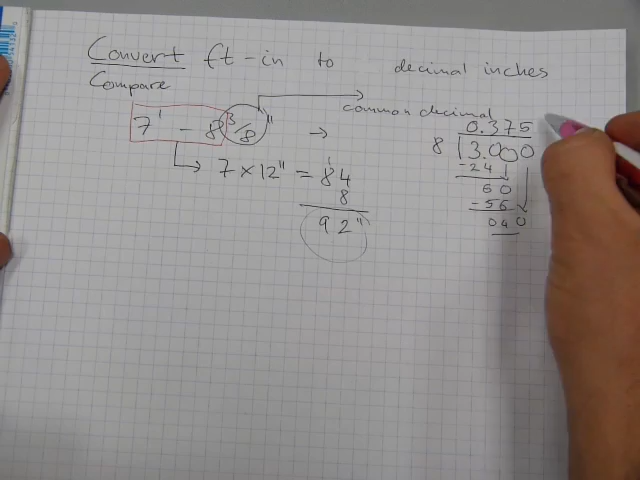 Convert ft-in to decimal inches
Compare
common decimal
7' - 8 3/8" →
7 × 12" = 84
1
8
92"
0.375
8 3.000
-24
60
-56
040